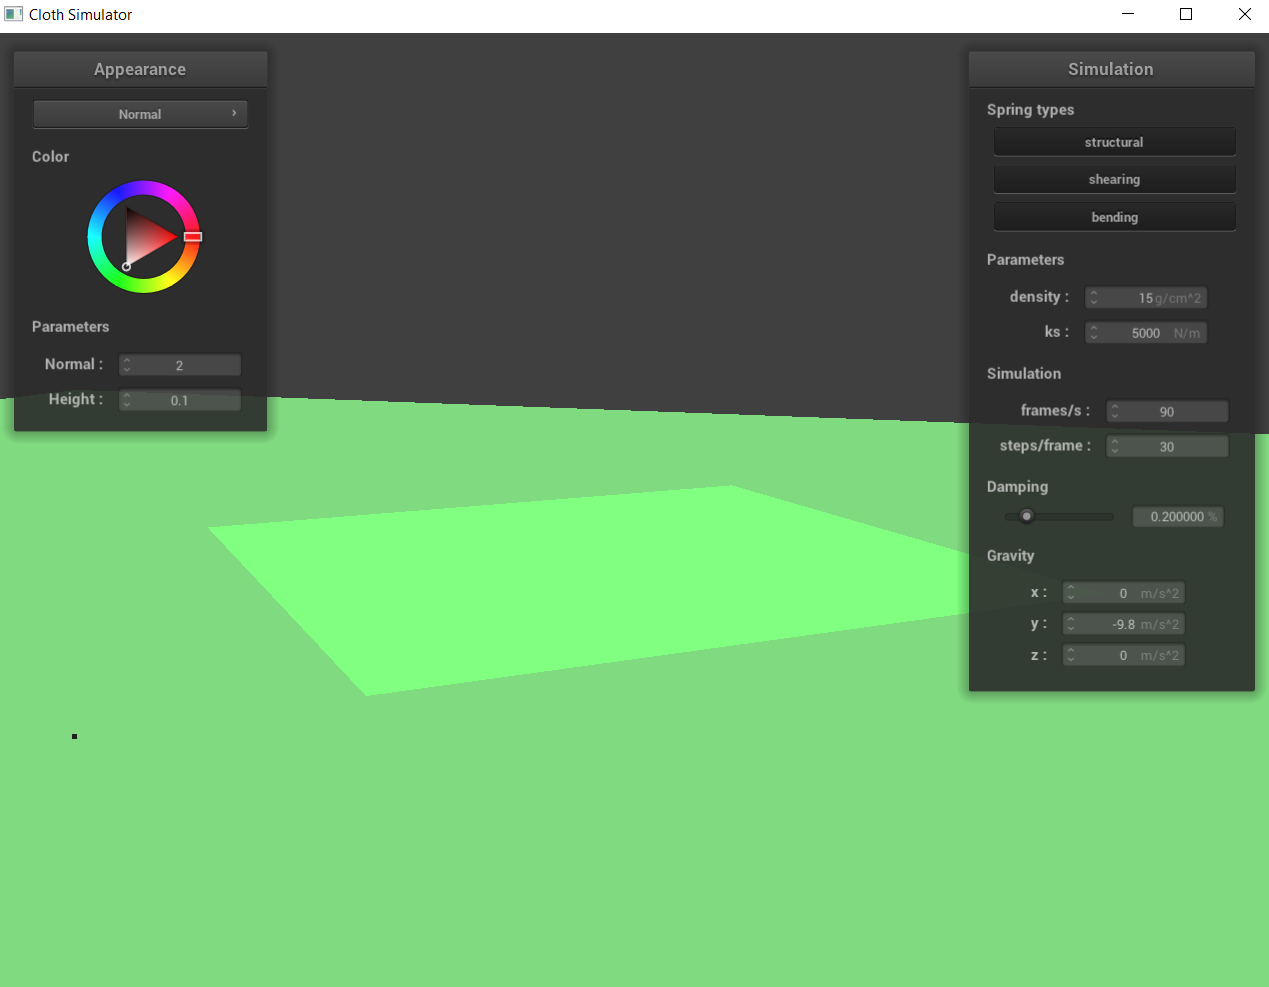 Cloth Simulator
Appearance
Normal
Color
Parameters
Normal : 2
Height : 0.1
Simulation
Spring types
structural
shearing
bending
Parameters
density : 15 g/cm^2
ks : 5000 N/m
Simulation
frames/s : 90
steps/frame : 30
Damping
0.200000 %
Gravity
x : 0 m/s^2
y : -9.8 m/s^2
z : 0 m/s^2